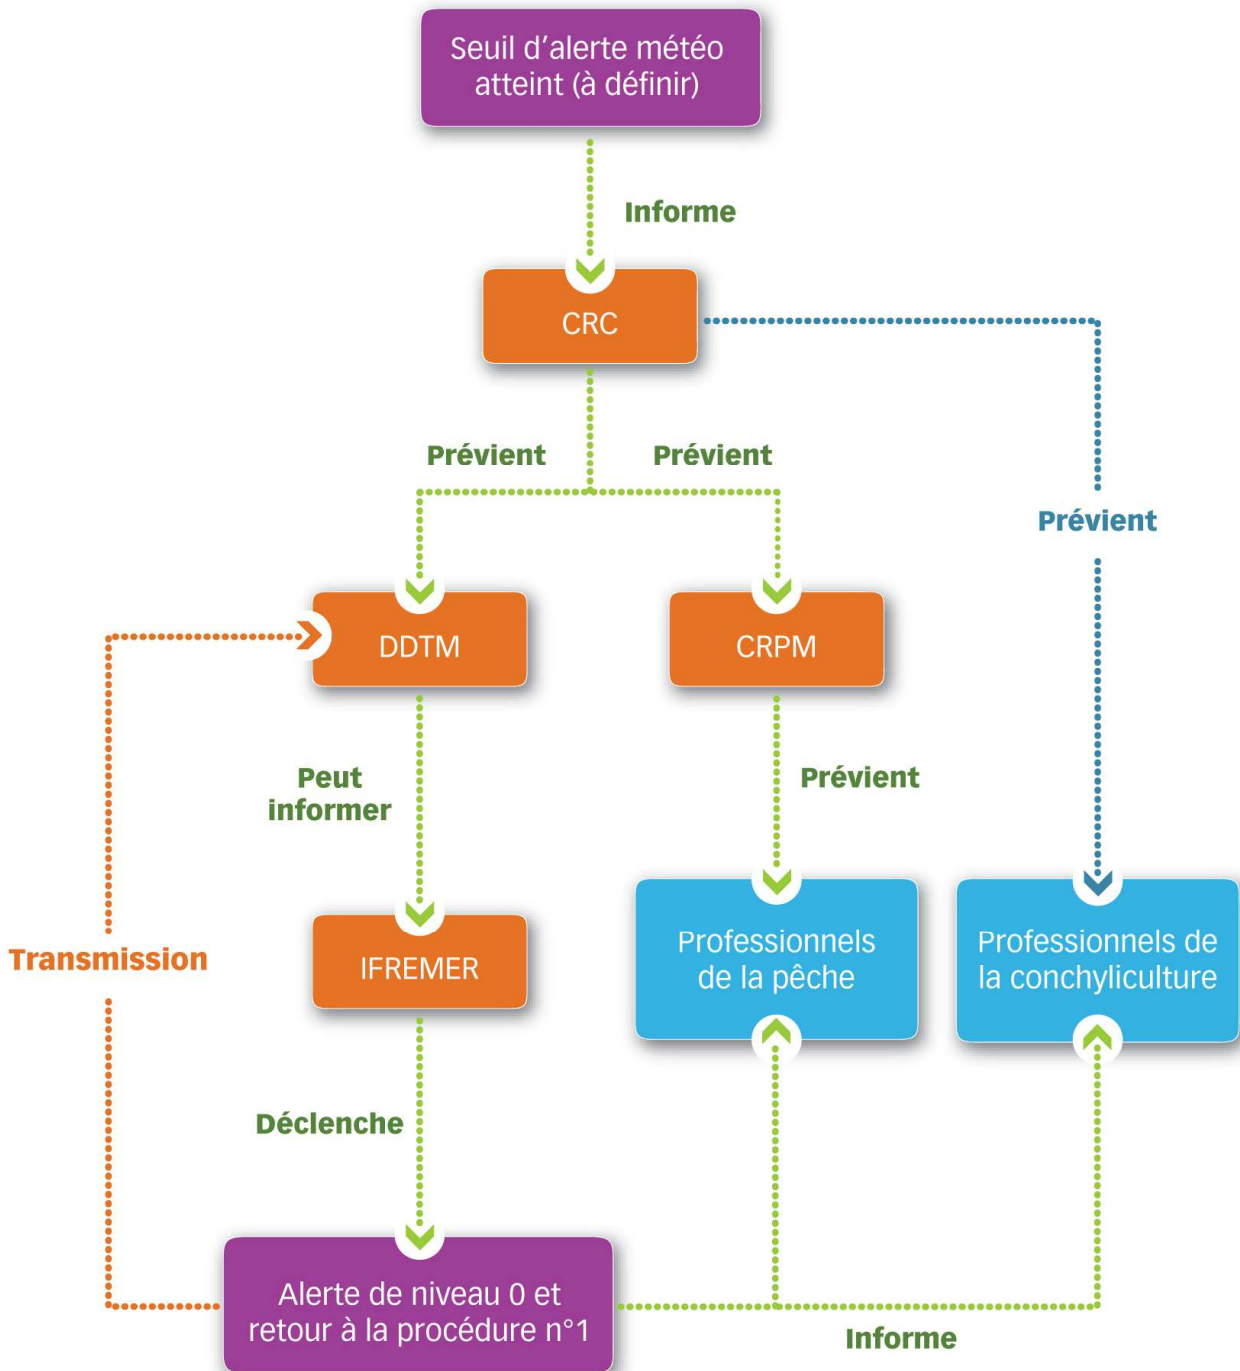 Seuil d'alerte météo
atteint (à définir)
Informe
CRC
Prévient
Prévient
Prévient
DDTM
CRPM
Peut
informer
Prévient
Transmission
IFREMER
Professionnels
de la pêche
Professionnels de
la conchyliculture
Déclenche
Alerte de niveau 0 et
retour à la procédure n°1
Informe